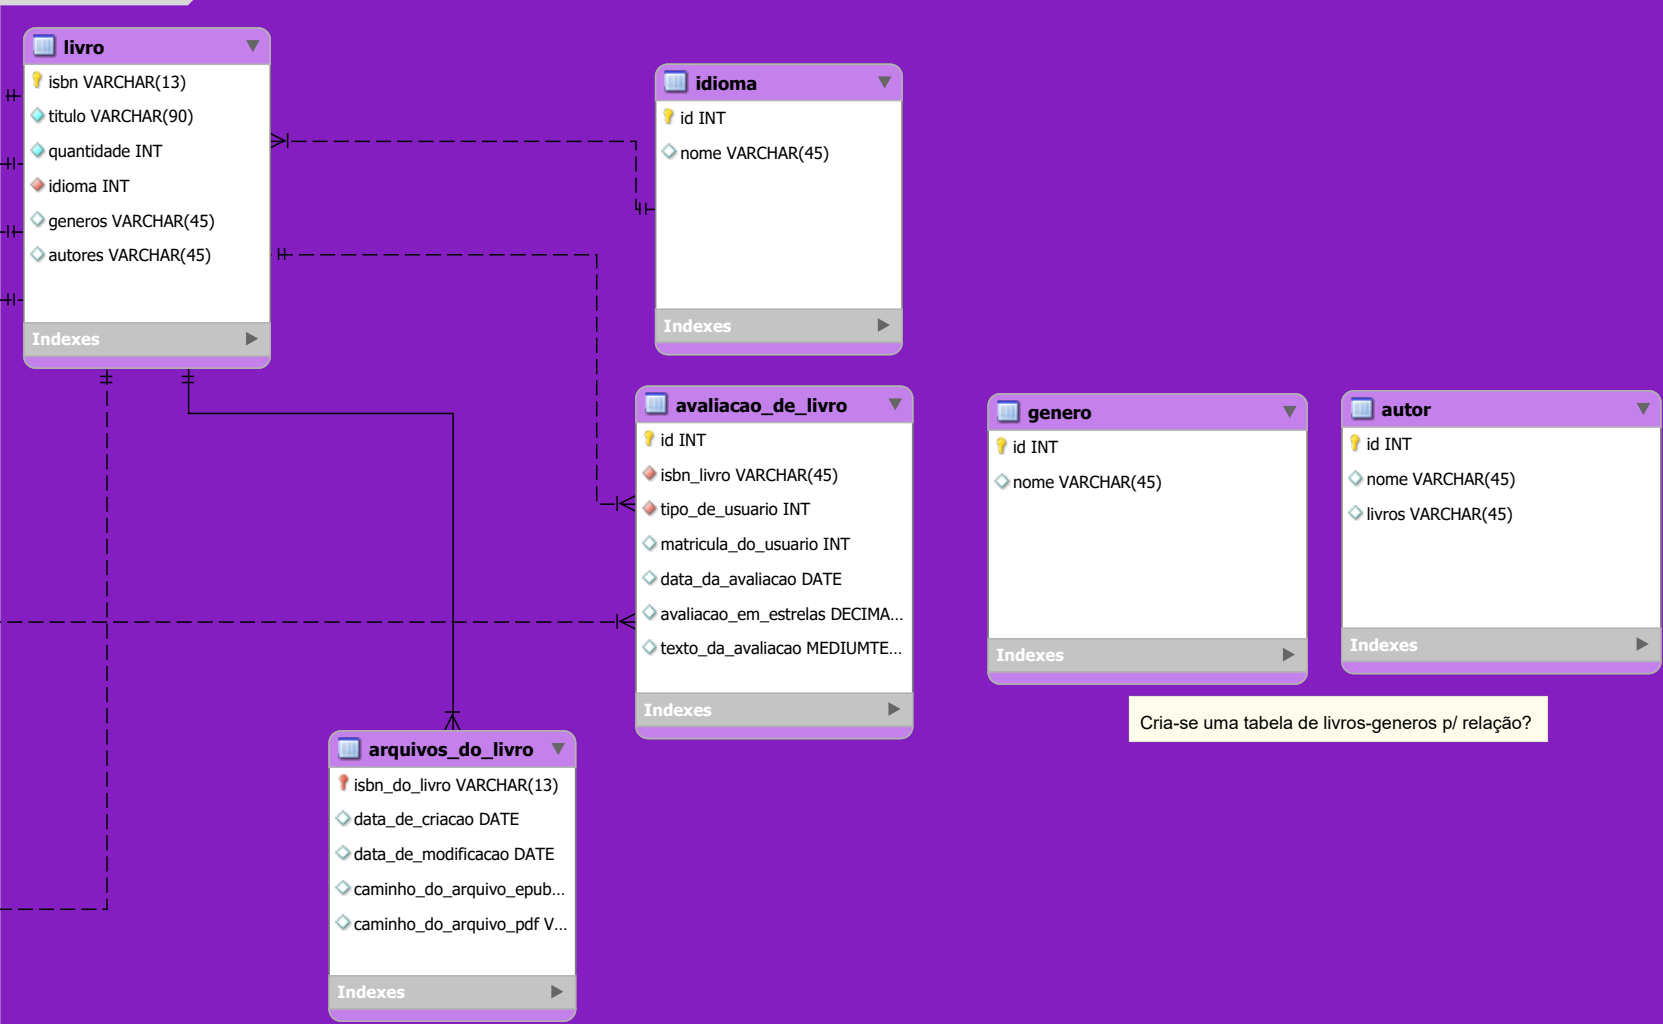 livro
isbn VARCHAR(13)
titulo VARCHAR(90)
quantidade INT
idioma INT
generos VARCHAR(45)
autores VARCHAR(45)
Indexes
idioma
id INT
nome VARCHAR(45)
Indexes
avaliacao_de_livro
id INT
isbn_livro VARCHAR(45)
tipo_de_usuario INT
matricula_do_usuario INT
data_da_avaliacao DATE
avaliacao_em_estrelas DECIMA...
texto_da_avaliacao MEDIUMTE...
Indexes
genero
id INT
nome VARCHAR(45)
Indexes
autor
id INT
nome VARCHAR(45)
livros VARCHAR(45)
Indexes
Cria-se uma tabela de livros-generos p/ relação?
arquivos_do_livro
isbn_do_livro VARCHAR(13)
data_de_criacao DATE
data_de_modificacao DATE
caminho_do_arquivo_epub...
caminho_do_arquivo_pdf V...
Indexes